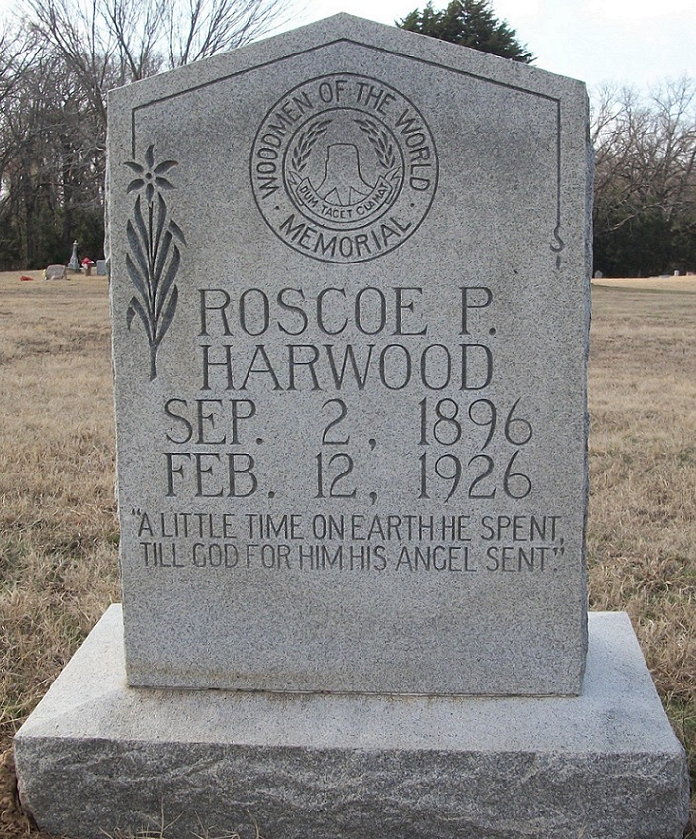 WOODMEN OF THE WORLD
DUM TACET CLAMAT
MEMORIAL
ROSCOE P.
HARWOOD
SEP. 2, 1896
FEB. 12, 1926
"A LITTLE TIME ON EARTH HE SPENT,
TILL GOD FOR HIM HIS ANGEL SENT."